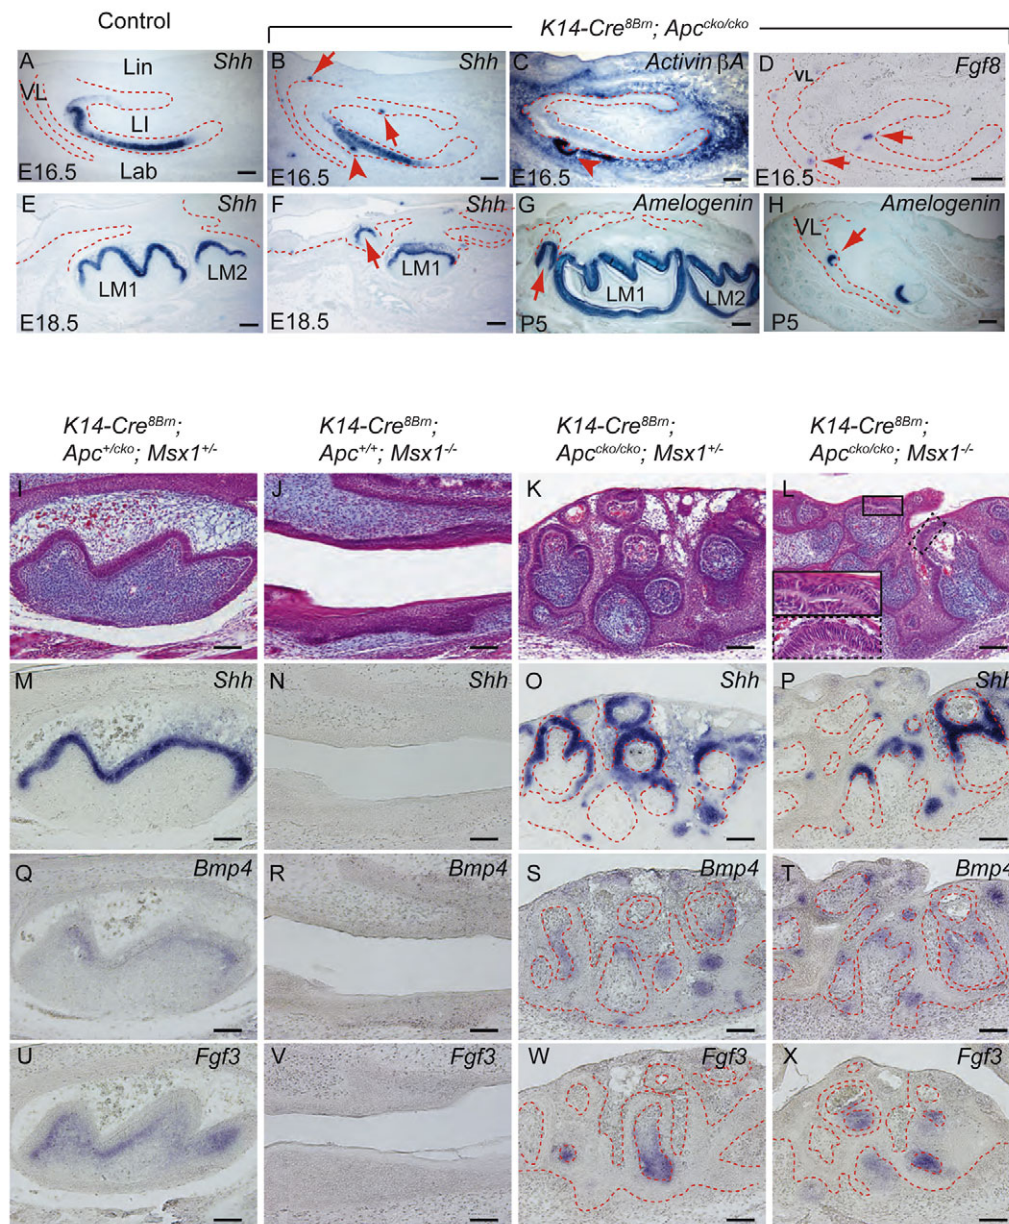 Control
K14-Cre8Brn; Apccko/cko
A Lin Shh
VL
LI
Lab
E16.5
B Shh
E16.5
C Activin βA
E16.5
D Fgf8
VL
E16.5
E Shh
LM1 LM2
E18.5
F Shh
LM1
E18.5
G Amelogenin
LM1 LM2
P5
H Amelogenin
VL
P5
K14-Cre8Brn;
Apc+/cko; Msx1+/-
K14-Cre8Brn;
Apc+/+; Msx1-/-
K14-Cre8Brn;
Apccko/cko; Msx1+/-
K14-Cre8Brn;
Apccko/cko; Msx1-/-
I
J
K
L
M Shh
N
O Shh
P Shh
Q Bmp4
R Bmp4
S Bmp4
T Bmp4
U Fgf3
V Fgf3
W Fgf3
X Fgf3